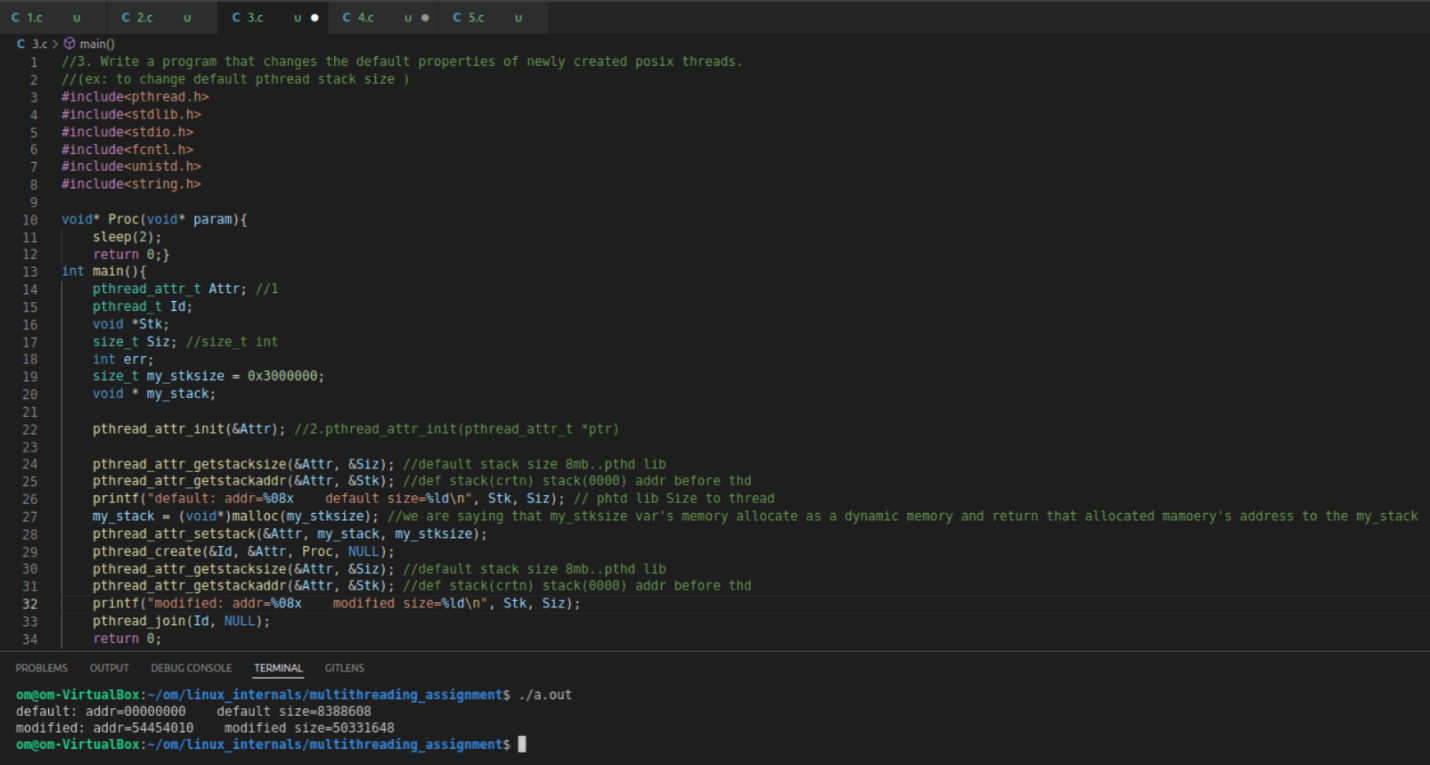 C 1.c U C 2.c U C 3.c U C 4.c U C 5.c U
C 3.c > main()
1 //3. Write a program that changes the default properties of newly created posix threads.
2 //(ex: to change default pthread stack size )
3 #include<pthread.h>
4 #include<stdlib.h>
5 #include<stdio.h>
6 #include<fcntl.h>
7 #include<unistd.h>
8 #include<string.h>
9
10 void* Proc(void* param){
11     sleep(2);
12     return 0;}
13 int main(){
14     pthread_attr_t Attr; //1
15     pthread_t Id;
16     void *Stk;
17     size_t Siz; //size_t int
18     int err;
19     size_t my_stksize = 0x3000000;
20     void * my_stack;
21
22     pthread_attr_init(&Attr); //2.pthread_attr_init(pthread_attr_t *ptr)
23
24     pthread_attr_getstacksize(&Attr, &Siz); //default stack size 8mb..pthd lib
25     pthread_attr_getstackaddr(&Attr, &Stk); //def stack(crtn) stack(0000) addr before thd
26     printf("default: addr=%08x    default size=%ld\n", Stk, Siz); // phtd lib Size to thread
27     my_stack = (void*)malloc(my_stksize); //we are saying that my_stksize var's memory allocate as a dynamic memory and return that allocated mamoery's address to the my_stack
28     pthread_attr_setstack(&Attr, my_stack, my_stksize);
29     pthread_create(&Id, &Attr, Proc, NULL);
30     pthread_attr_getstacksize(&Attr, &Siz); //default stack size 8mb..pthd lib
31     pthread_attr_getstackaddr(&Attr, &Stk); //def stack(crtn) stack(0000) addr before thd
32     printf("modified: addr=%08x    modified size=%ld\n", Stk, Siz);
33     pthread_join(Id, NULL);
34     return 0;
PROBLEMS OUTPUT DEBUG CONSOLE TERMINAL GITLENS
om@om-VirtualBox:~/om/linux_internals/multithreading_assignment$ ./a.out
default: addr=00000000    default size=8388608
modified: addr=54454010    modified size=50331648
om@om-VirtualBox:~/om/linux_internals/multithreading_assignment$